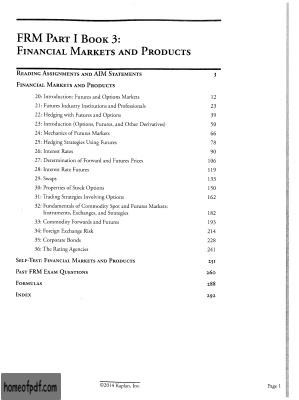 FRM PART I BOOK 3:
FINANCIAL MARKETS AND PRODUCTS
READING ASSIGNMENTS AND AIM STATEMENTS 3
FINANCIAL MARKETS AND PRODUCTS
20: Introduction: Futures and Options Markets 12
21: Futures Industry Institutions and Professionals 23
22: Hedging with Futures and Options 39
23: Introduction (Options, Futures, and Other Derivatives) 50
24: Mechanics of Futures Markets 66
25: Hedging Strategies Using Futures 78
26: Interest Rates 90
27: Determination of Forward and Futures Prices 106
28: Interest Rate Futures 119
29: Swaps 133
30: Properties of Stock Options 150
31: Trading Strategies Involving Options 162
32: Fundamentals of Commodity Spot and Futures Markets:
Instruments, Exchanges, and Strategies 182
33: Commodity Forwards and Futures 193
34: Foreign Exchange Risk 214
35: Corporate Bonds 228
36: The Rating Agencies 241
SELF-TEST: FINANCIAL MARKETS AND PRODUCTS 251
PAST FRM EXAM QUESTIONS 260
FORMULAS 288
INDEX 292
©2014 Kaplan, Inc.
Page 1
homeofpdf.com